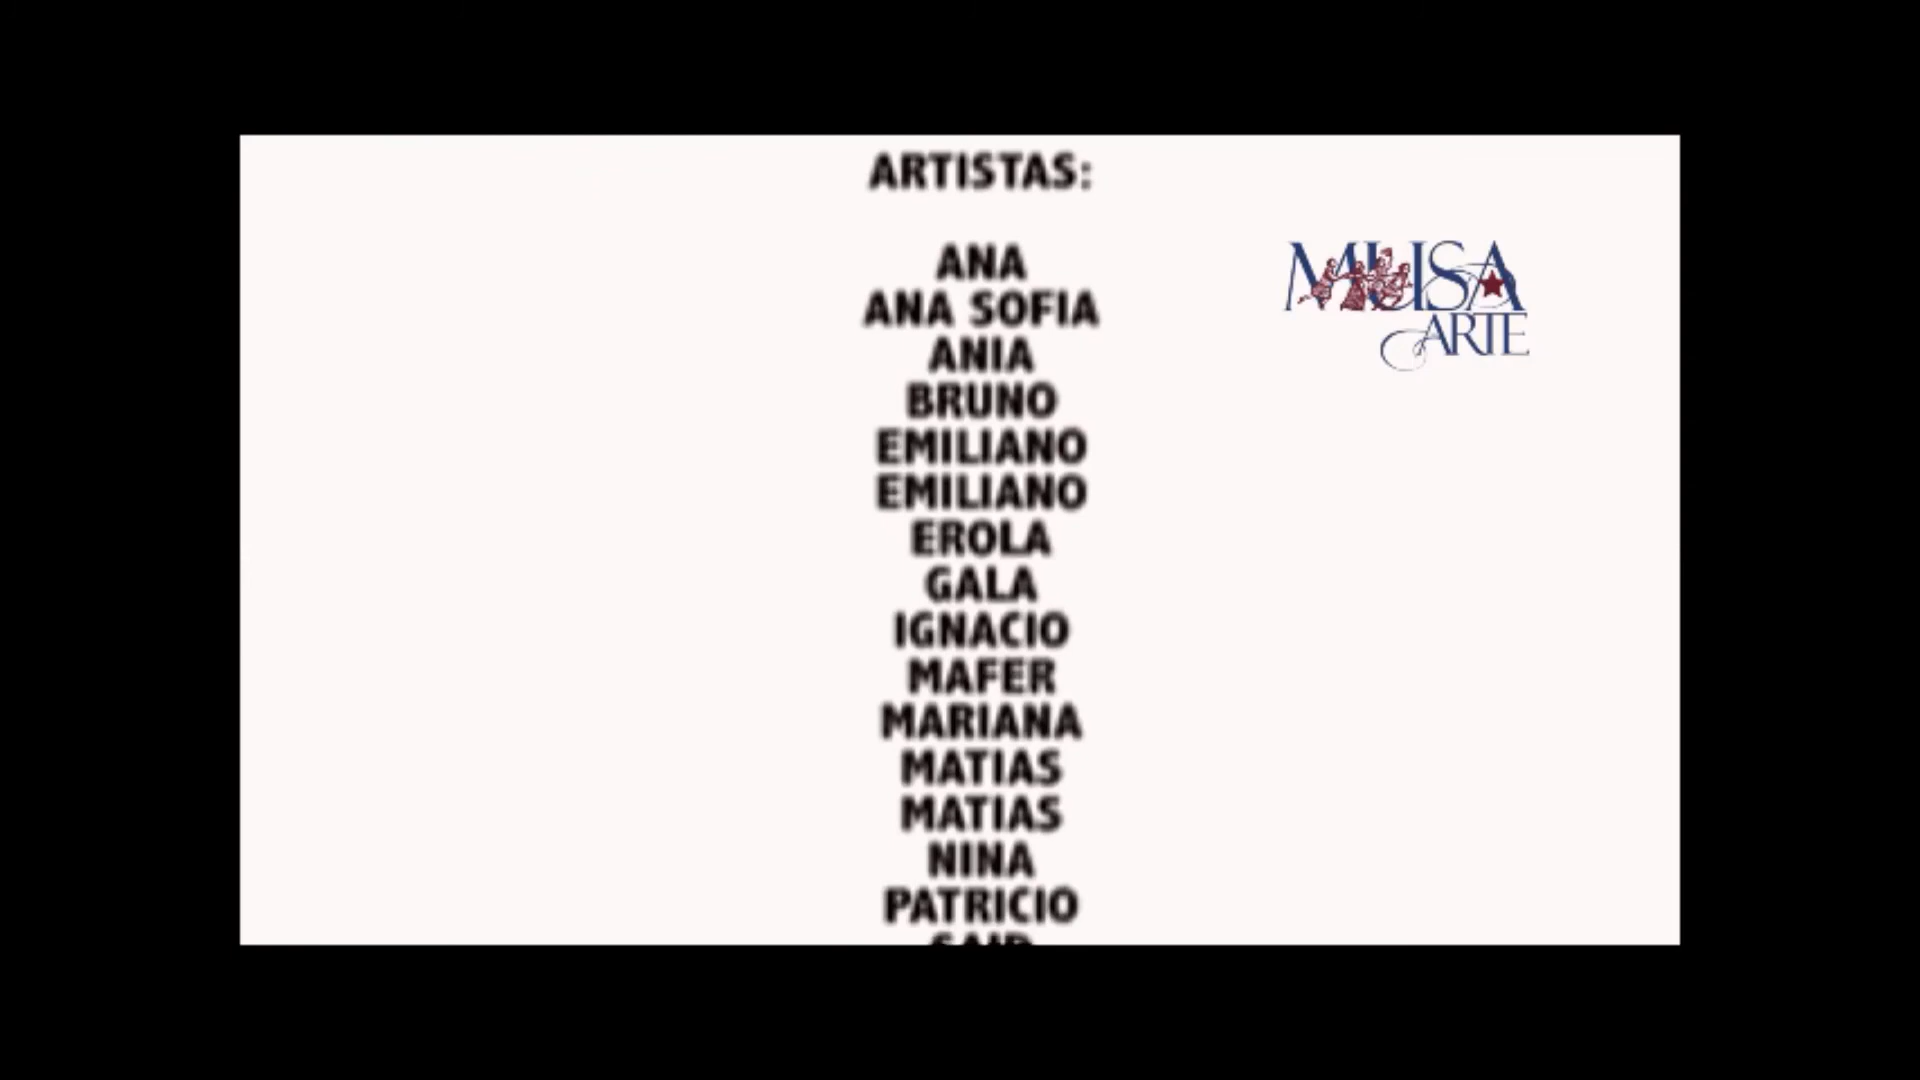 ARTISTAS:
ANA
ANA SOFIA
ANIA
BRUNO
EMILIANO
EMILIANO
EROLA
GALA
IGNACIO
MAFER
MARIANA
MATIAS
MATIAS
NINA
PATRICIO
MUSA
ARTE